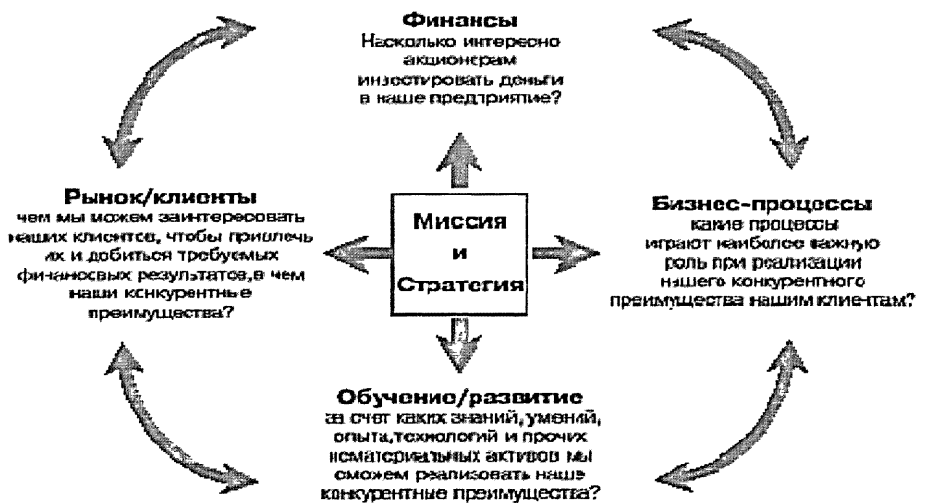 Финансы
Насколько интересно
акционерам
инвестировать деньги
в наше предприятие?
Рынок/клиенты
чем мы можем заинтересовать
наших клиентов, чтобы привлечь
их и добиться требуемых
финансовых результатов, в чем
наши конкурентные
преимущества?
Миссия
и
Стратегия
Бизнес-процессы
какие процессы
играют наиболее важную
роль при реализации
нашего конкурентного
преимущества нашим клиентам?
Обучение/развитие
за счет каких знаний, умений,
опыта, технологий и прочих
нематериальных активов мы
сможем реализовать наше
конкурентные преимущества?